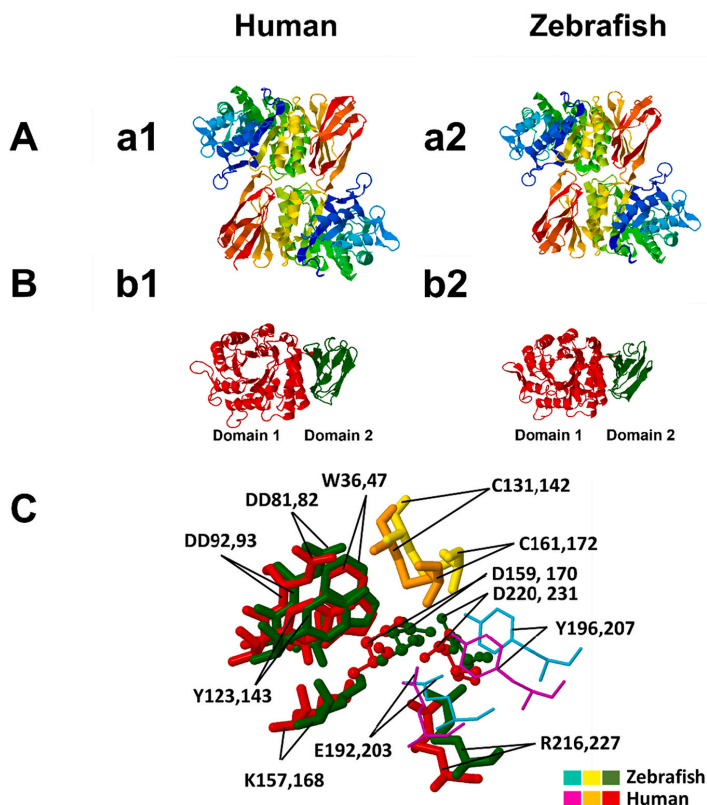 Human Zebrafish
A a1 a2
B b1 b2
Domain 1 Domain 2 Domain 1 Domain 2
C
W36,47
C131,142
DD81,82
DD92,93
C161,172
D159, 170
D220, 231
Y196,207
Y123,143
E192,203
R216,227
K157,168
Zebrafish
Human